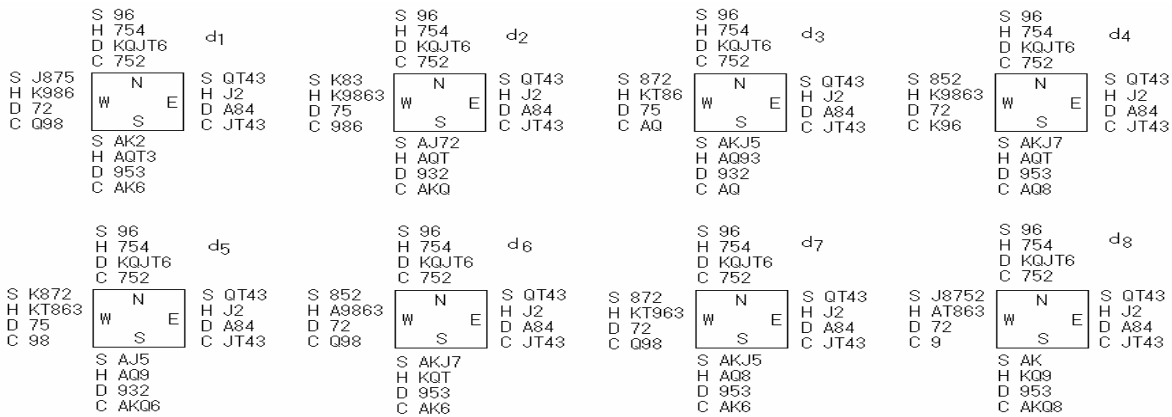 d1
S 96
H 754
D KQJT6
C 752
S J875
H K986
D 72
C Q98
N
W E
S
S QT43
H J2
D A84
C JT43
S AK2
H AQT3
D 953
C AK6
d2
S 96
H 754
D KQJT6
C 752
S K83
H K9863
D 75
C 986
N
W E
S
S QT43
H J2
D A84
C JT43
S AJ72
H AQT
D 932
C AKQ
d3
S 96
H 754
D KQJT6
C 752
S 872
H KT86
D 75
C AQ
N
W E
S
S QT43
H J2
D A84
C JT43
S AKJ5
H AQ93
D 932
C AQ
d4
S 96
H 754
D KQJT6
C 752
S 852
H K9863
D 72
C K96
N
W E
S
S QT43
H J2
D A84
C JT43
S AKJ7
H AQT
D 953
C AQ8
d5
S 96
H 754
D KQJT6
C 752
S K872
H KT863
D 75
C 98
N
W E
S
S QT43
H J2
D A84
C JT43
S AJ5
H AQ9
D 932
C AKQ6
d6
S 96
H 754
D KQJT6
C 752
S 852
H A9863
D 72
C Q98
N
W E
S
S QT43
H J2
D A84
C JT43
S AKJ7
H KQT
D 953
C AK6
d7
S 96
H 754
D KQJT6
C 752
S 872
H KT963
D 72
C Q98
N
W E
S
S QT43
H J2
D A84
C JT43
S AKJ5
H AQ8
D 953
C AK6
d8
S 96
H 754
D KQJT6
C 752
S J8752
H AT863
D 72
C 9
N
W E
S
S QT43
H J2
D A84
C JT43
S AK
H KQ9
D 953
C AKQ8